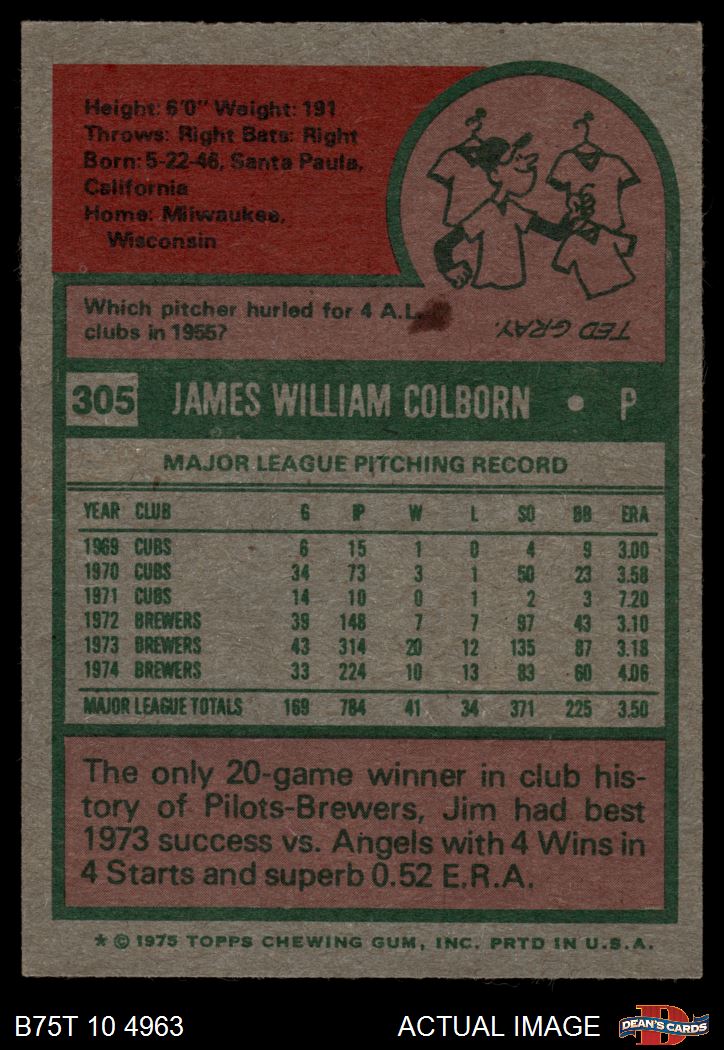 Height: 6'0" Weight: 191
Throws: Right Bats: Right
Born: 5-22-46, Santa Paula,
California
Home: Milwaukee,
Wisconsin
Which pitcher hurled for 4 A.L.
clubs in 1955?
TED GRAY.
305 JAMES WILLIAM COLBORN • P
MAJOR LEAGUE PITCHING RECORD
YEAR CLUB G IP W L SO BB ERA
1969 CUBS 6 15 1 0 4 9 3.00
1970 CUBS 34 73 3 1 50 23 3.58
1971 CUBS 14 10 0 1 2 3 7.20
1972 BREWERS 39 148 7 7 97 43 3.10
1973 BREWERS 43 314 20 12 135 87 3.18
1974 BREWERS 33 224 10 13 83 60 4.06
MAJOR LEAGUE TOTALS 169 784 41 34 371 225 3.50
The only 20-game winner in club his-
tory of Pilots-Brewers, Jim had best
1973 success vs. Angels with 4 Wins in
4 Starts and superb 0.52 E.R.A.
* © 1975 TOPPS CHEWING GUM, INC. PRTD IN U.S.A.
B75T 10 4963 ACTUAL IMAGE
DEAN'S CARDS